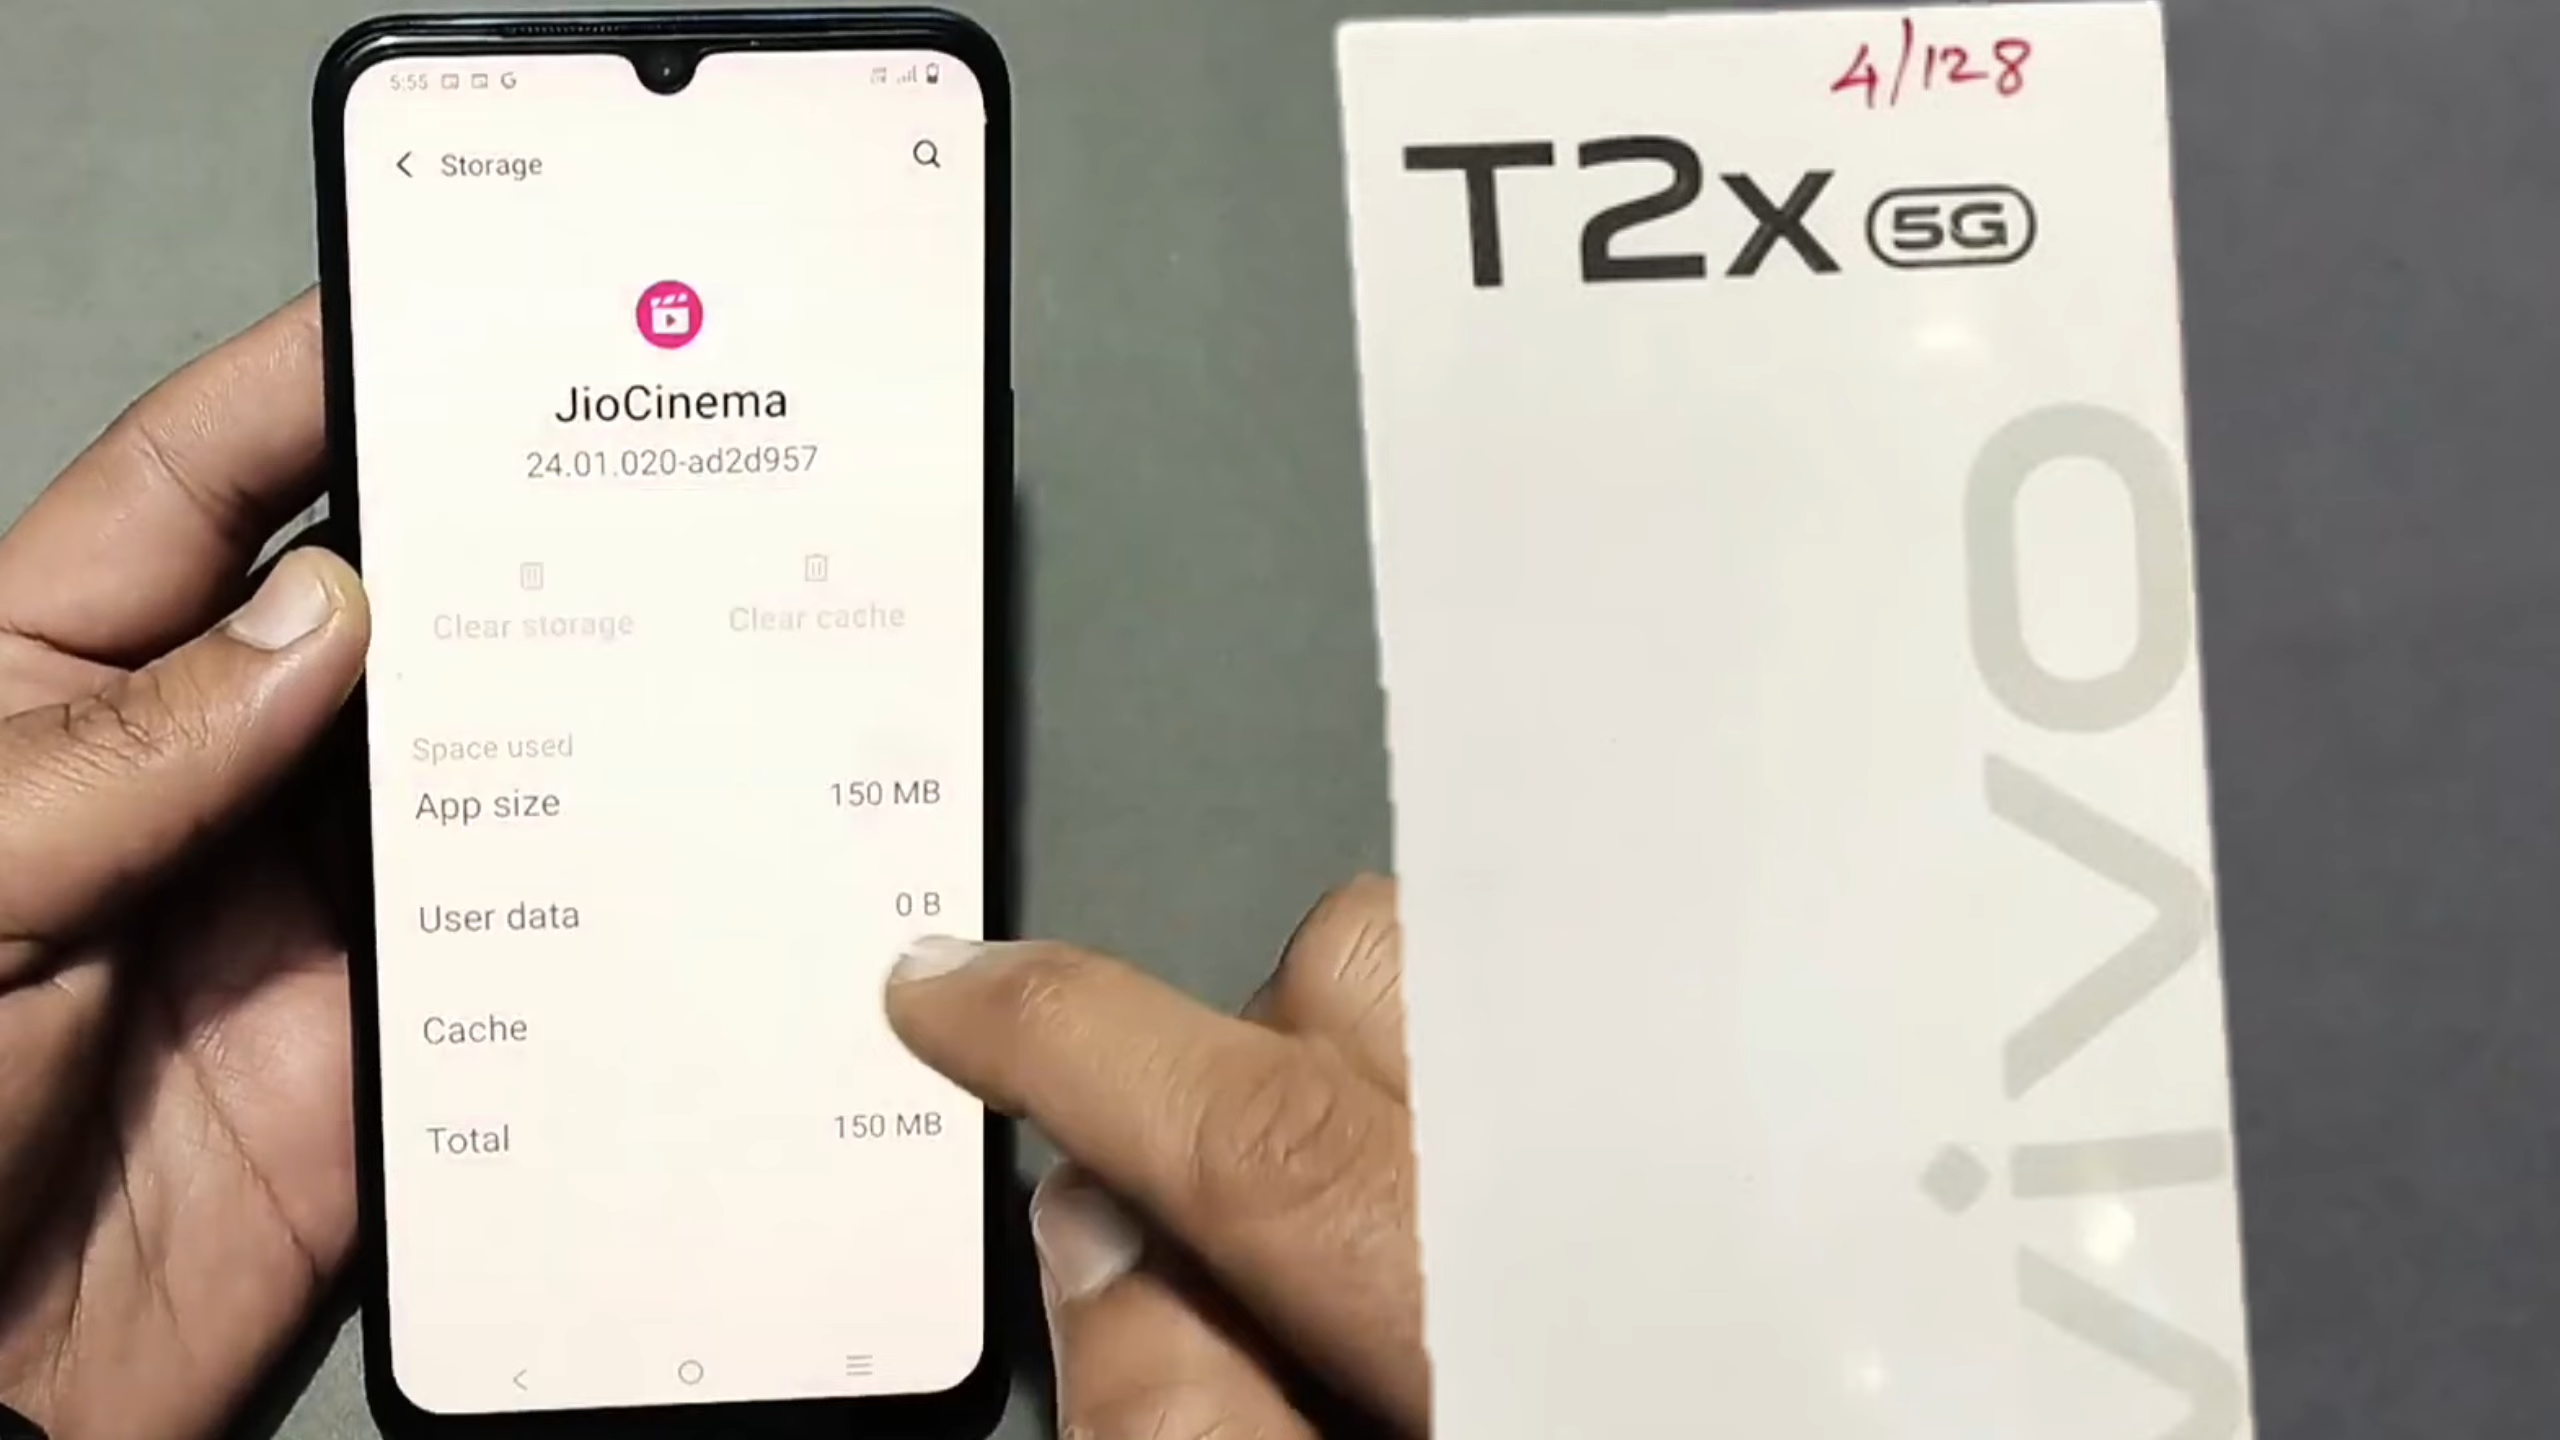 5:55 G
Storage
JioCinema
24.01.020-ad2d957
Clear storage
Clear cache
Space used
App size 150 MB
User data 0 B
Cache
Total 150 MB
4/128
T2x 5G
vivo